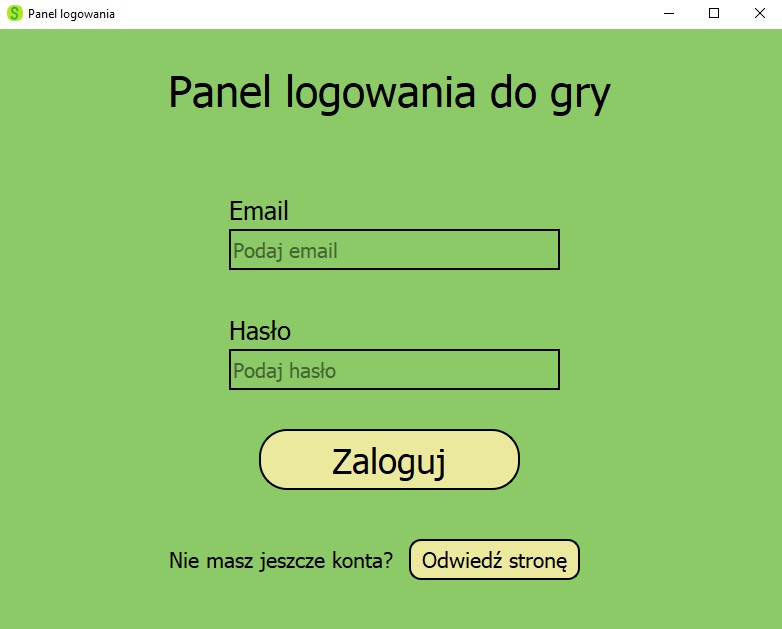 Panel logowania
Panel logowania do gry
Email
Podaj email
Hasło
Podaj hasło
Zaloguj
Nie masz jeszcze konta? Odwiedź stronę